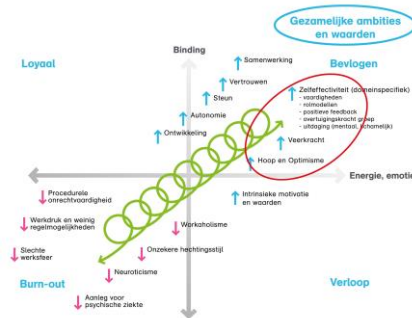 Gezamelijke ambities
en waarden
Loyaal
Binding
Bevlogen
Samenwerking
Vertrouwen
Steun
Autonomie
Ontwikkeling
Zelfeffectiviteit (domeinspecifiek)
- vaardigheden
- rolmodellen
- positieve feedback
- overtuigingskracht groep
- uitdaging (mentaal, lichamelijk)
Veerkracht
Hoop en Optimisme
Energie, emotie
Intrinsieke motivatie
en waarden
Procedurele
onrechtvaardigheid
Werkdruk en weinig
regelmogelijkheden
Slechte
werksfeer
Workaholisme
Onzekere hechtingsstijl
Neuroticisme
Burn-out
Aanleg voor
psychische ziekte
Verloop